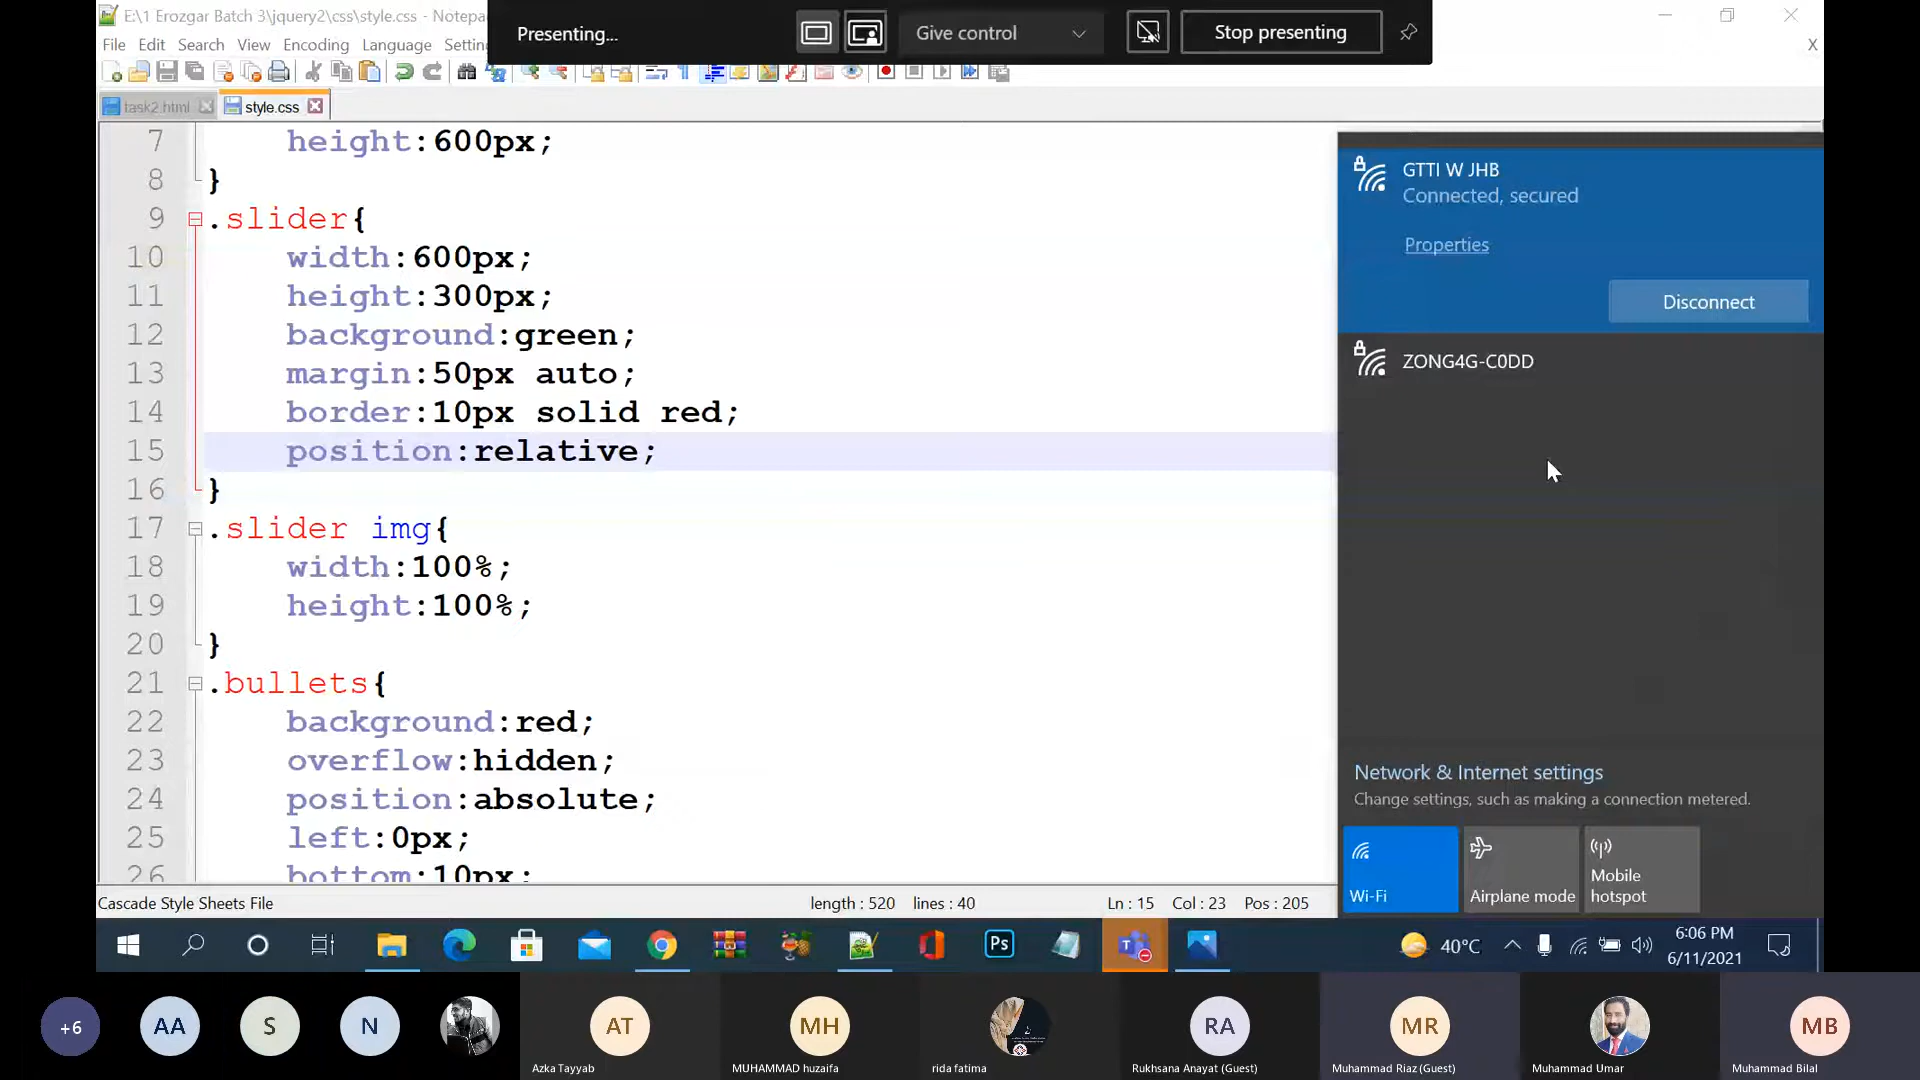 E:\1 Erozgar Batch 3\jquery2\css\style.css - Notepa
Presenting...
Give control
Stop presenting
File Edit Search View Encoding Language Settin
X
task2.html
style.css
7 height:600px;
8 }
9 .slider{
10 width:600px;
11 height:300px;
12 background:green;
13 margin:50px auto;
14 border:10px solid red;
15 position:relative;
16 }
17 .slider img{
18 width:100%;
19 height:100%;
20 }
21 .bullets{
22 background:red;
23 overflow:hidden;
24 position:absolute;
25 left:0px;
26 bottom:10px;
GTTI W JHB
Connected, secured
Properties
Disconnect
ZONG4G-C0DD
Network & Internet settings
Change settings, such as making a connection metered.
Wi-Fi
Airplane mode
Mobile
hotspot
Cascade Style Sheets File
length : 520 lines : 40
Ln : 15 Col : 23 Pos : 205
Ps
40°C
6:06 PM
6/11/2021
+6
AA
S
N
AT
Azka Tayyab
MH
MUHAMMAD huzaifa
rida fatima
RA
Rukhsana Anayat (Guest)
MR
Muhammad Riaz (Guest)
Muhammad Umar
MB
Muhammad Bilal